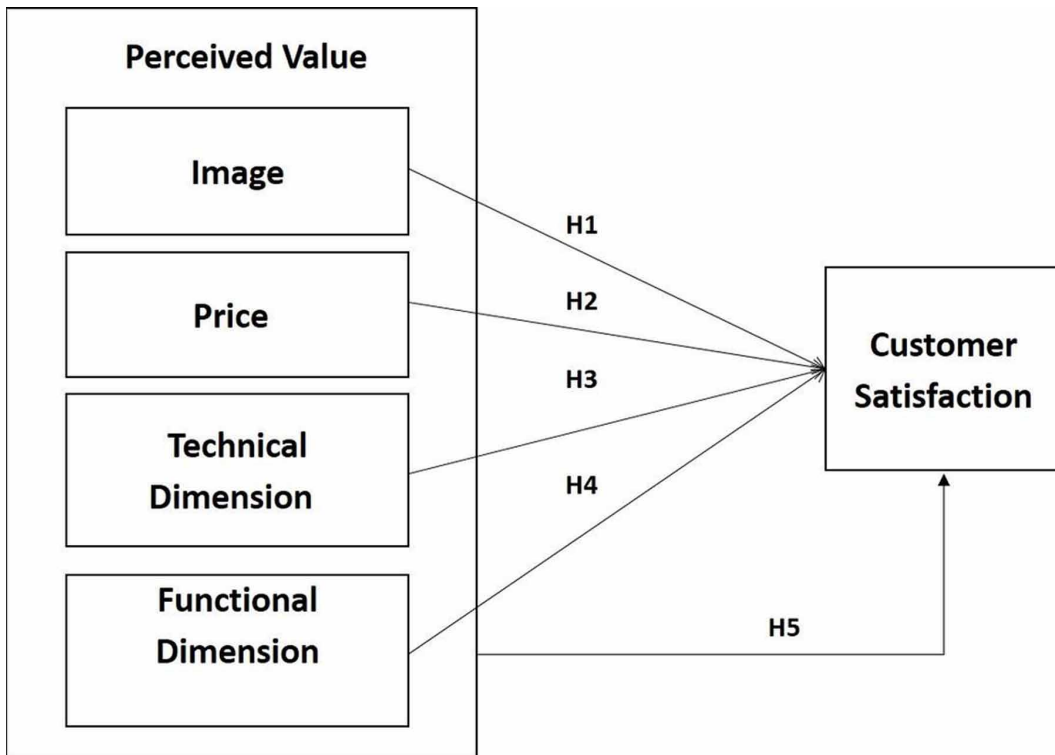 Perceived Value
Image
H1
Price
H2
H3
Customer
Satisfaction
Technical
Dimension
H4
Functional
Dimension
H5